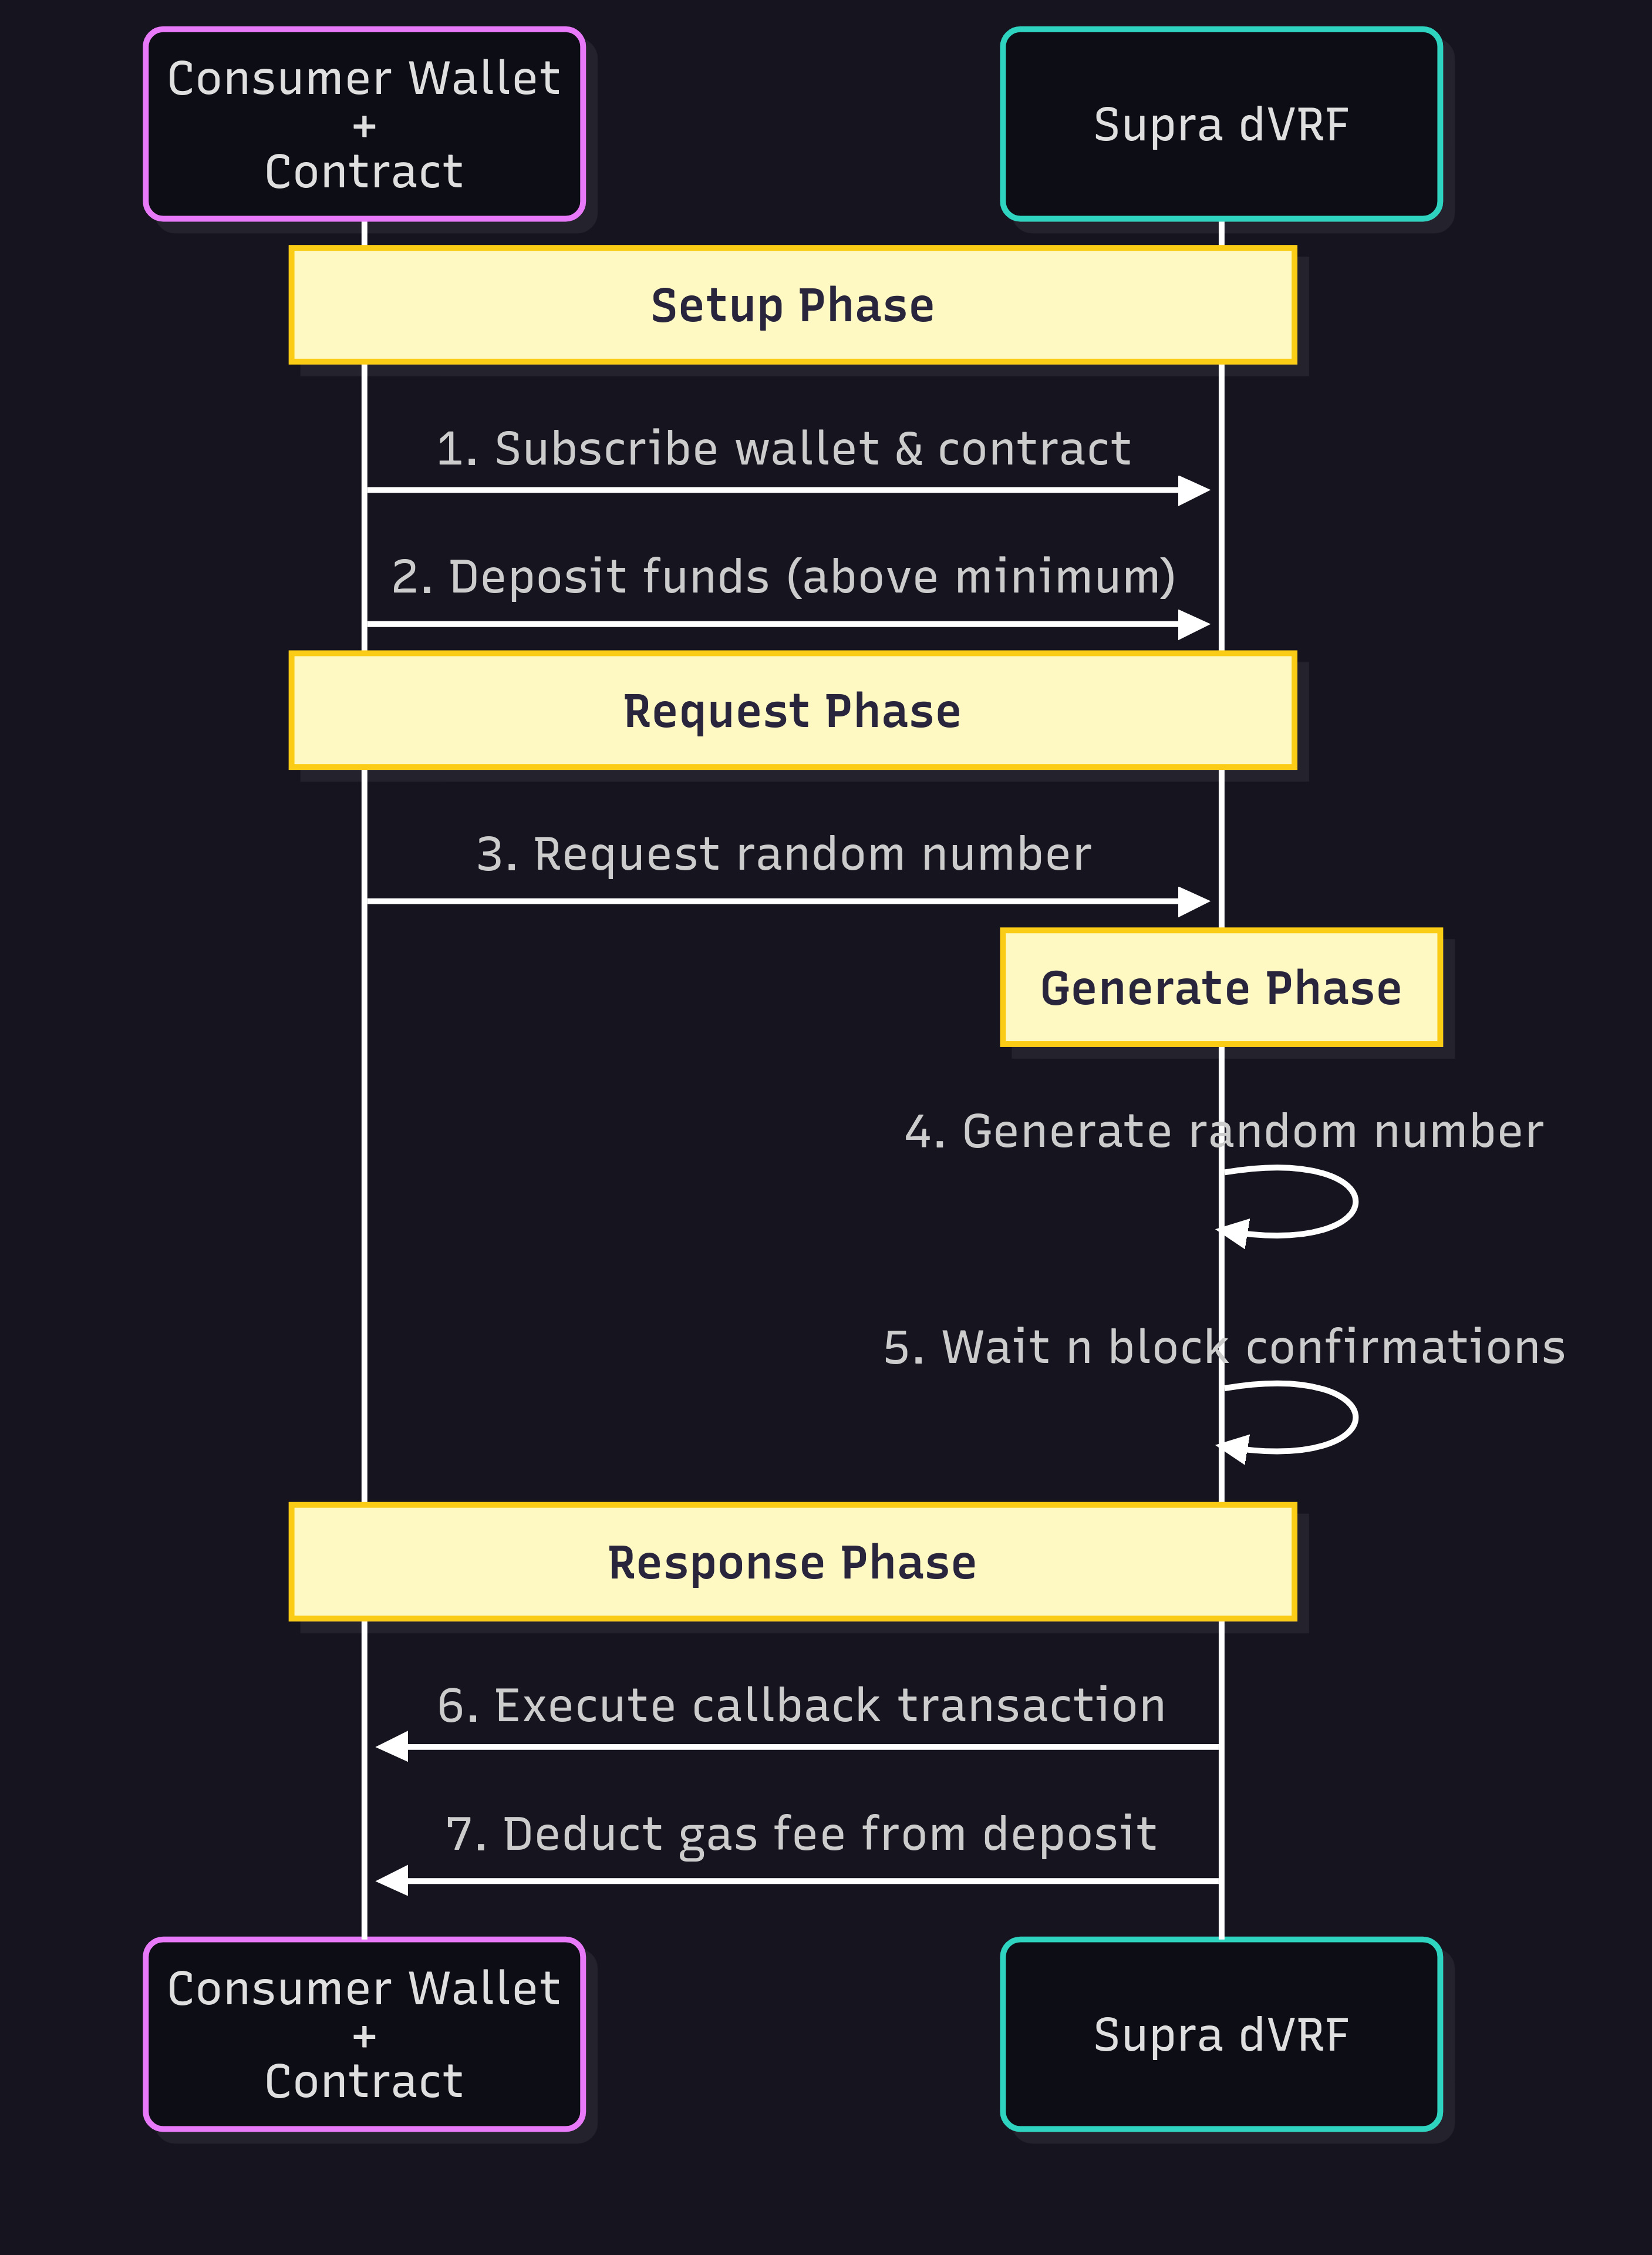 Consumer Wallet
+
Contract
Supra dVRF
Setup Phase
1. Subscribe wallet & contract
2. Deposit funds (above minimum)
Request Phase
3. Request random number
Generate Phase
4. Generate random number
5. Wait n block confirmations
Response Phase
6. Execute callback transaction
7. Deduct gas fee from deposit
Consumer Wallet
+
Contract
Supra dVRF